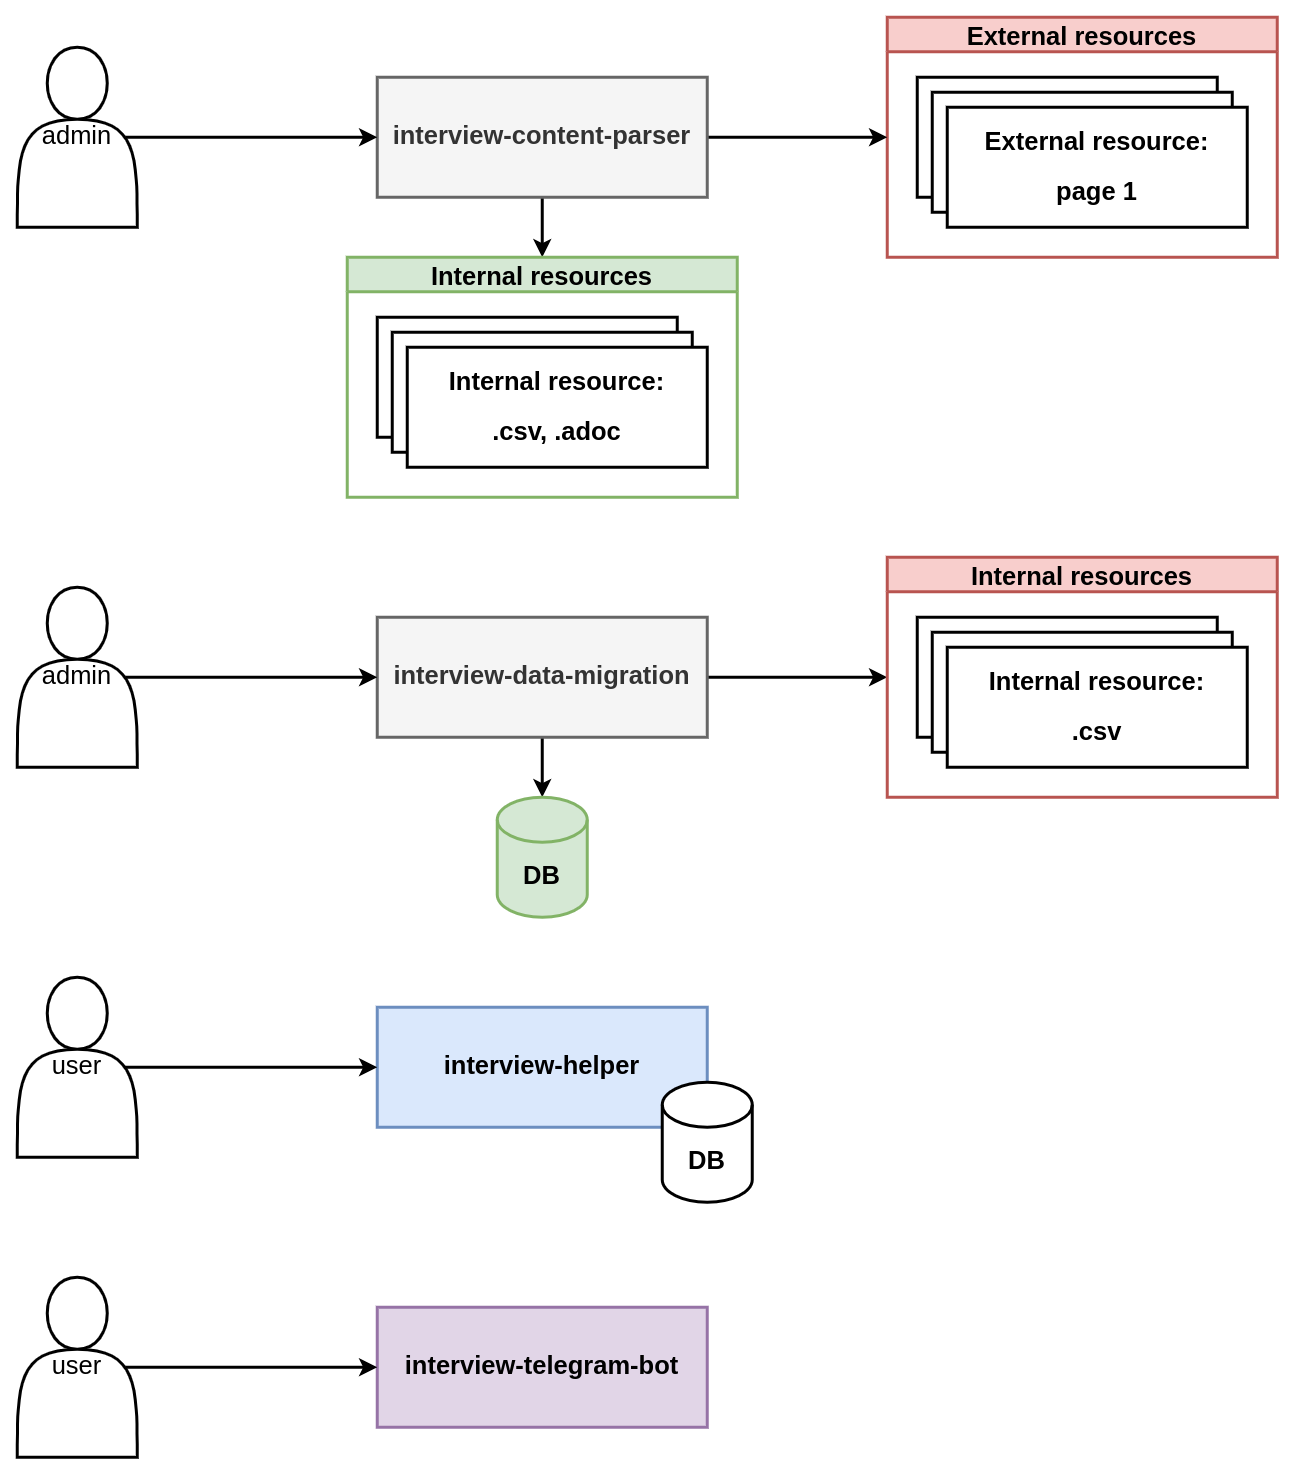 External resources
admin
interview-content-parser
External resource:
page 1
Internal resources
Internal resource:
.csv, .adoc
Internal resources
admin
interview-data-migration
Internal resource:
.csv
DB
user
interview-helper
DB
user
interview-telegram-bot